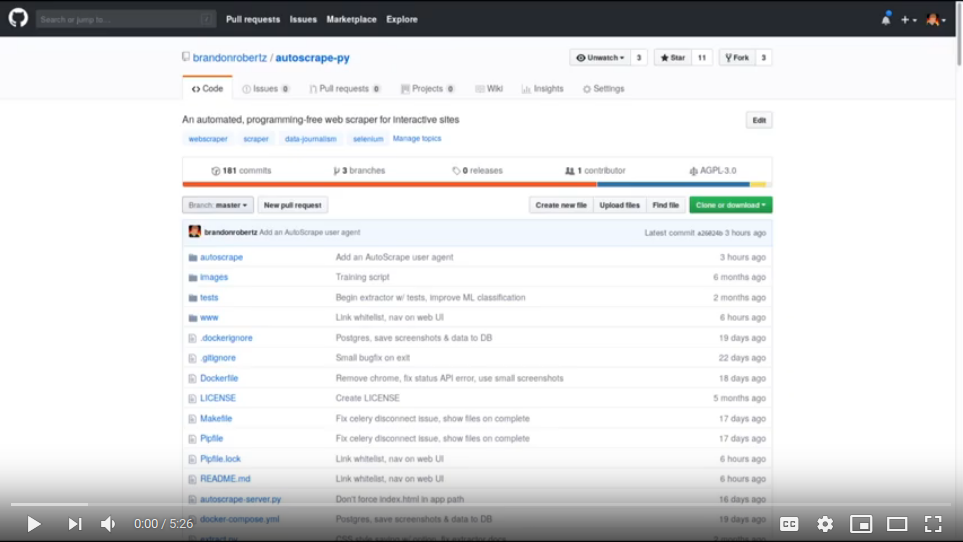 Search or jump to... /
Pull requests Issues Marketplace Explore
brandonrobertz / autoscrape-py
Unwatch 3 Star 11 Fork 3
Code Issues 0 Pull requests 0 Projects 0 Wiki Insights Settings
An automated, programming-free web scraper for interactive sites Edit
webscraper scraper data-journalism selenium Manage topics
181 commits 3 branches 0 releases 1 contributor AGPL-3.0
Branch: master New pull request Create new file Upload files Find file Clone or download
brandonrobertz Add an AutoScrape user agent Latest commit 3 hours ago
autoscrape Add an AutoScrape user agent 3 hours ago
images Training script 6 months ago
tests Begin extractor w/ tests, improve ML classification 2 months ago
www Link whitelist, nav on web UI 6 hours ago
.dockerignore Postgres, save screenshots & data to DB 19 days ago
.gitignore Small bugfix on exit 22 days ago
Dockerfile Remove chrome, fix status API error, use small screenshots 18 days ago
LICENSE Create LICENSE 5 months ago
Makefile Fix celery disconnect issue, show files on complete 17 days ago
Pipfile Fix celery disconnect issue, show files on complete 17 days ago
Pipfile.lock Link whitelist, nav on web UI 6 hours ago
README.md Link whitelist, nav on web UI 6 hours ago
autoscrape-server.py Don't force index.html in app path 16 days ago
docker-compose.yml Postgres, save screenshots & data to DB 19 days ago
0:00 / 5:26 CC